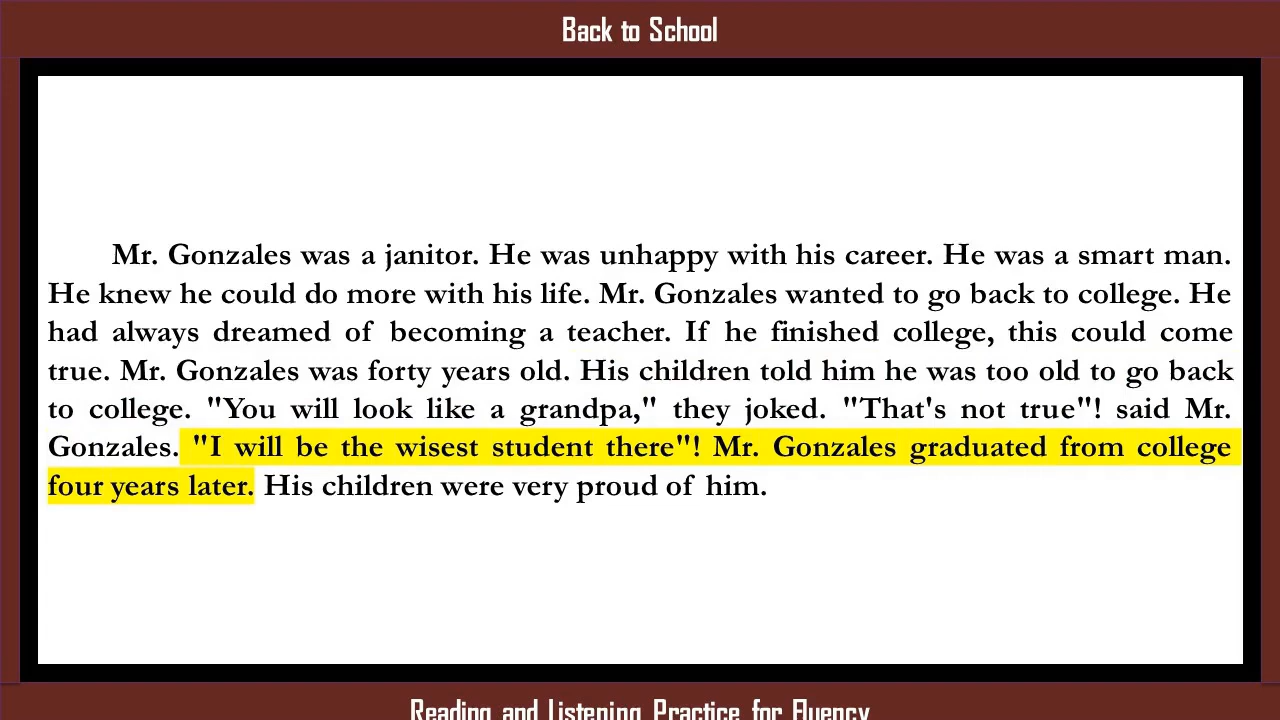 Back to School
Mr. Gonzales was a janitor. He was unhappy with his career. He was a smart man.
He knew he could do more with his life. Mr. Gonzales wanted to go back to college. He
had always dreamed of becoming a teacher. If he finished college, this could come
true. Mr. Gonzales was forty years old. His children told him he was too old to go back
to college. "You will look like a grandpa," they joked. "That's not true"! said Mr.
Gonzales. "I will be the wisest student there"! Mr. Gonzales graduated from college
four years later. His children were very proud of him.
Reading and Listening Practice for Fluency